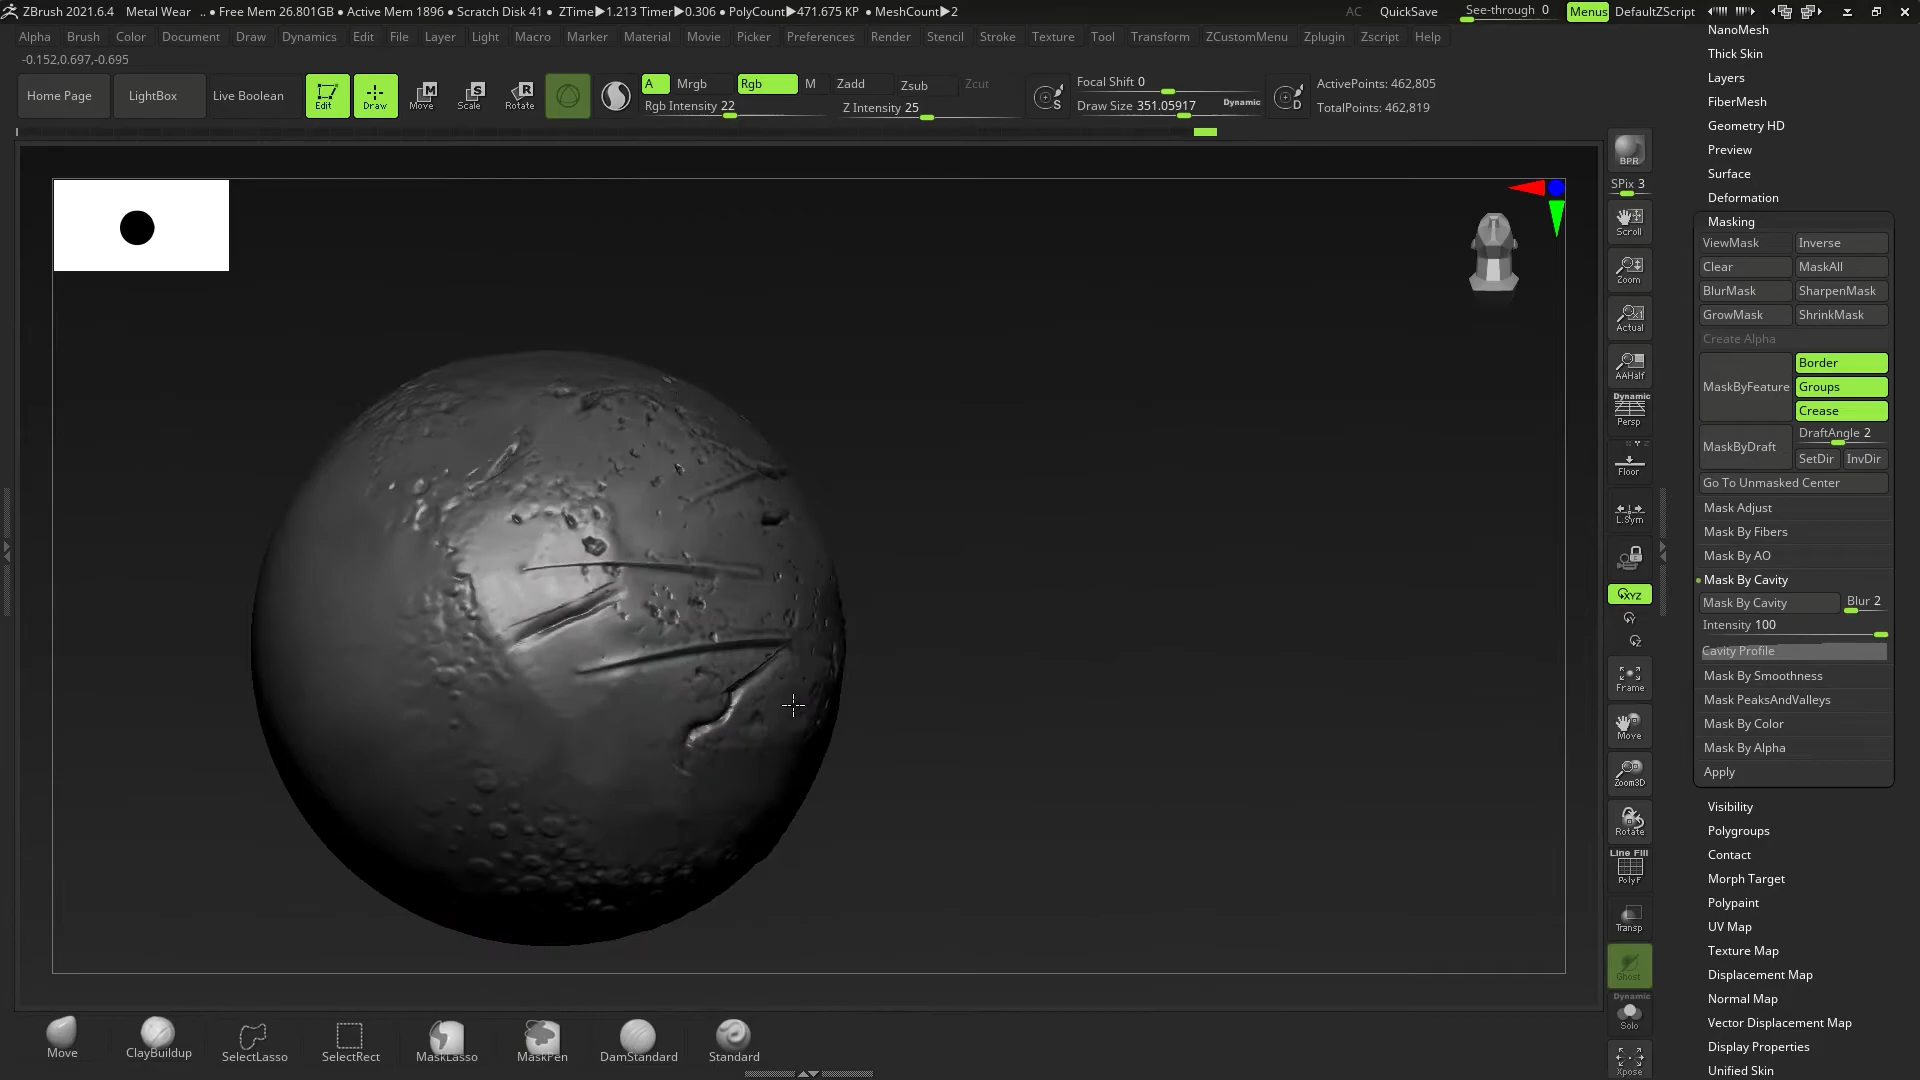 ZBrush 2021.6.4 Metal Wear .. ● Free Mem 26.801GB ● Active Mem 1896 ● Scratch Disk 41 ● ZTime▶1.213 Timer▶0.306 ● PolyCount▶471.675 KP ● MeshCount▶2 AC QuickSave See-through 0 Menus DefaultZScript
Alpha Brush Color Document Draw Dynamics Edit File Layer Light Macro Marker Material Movie Picker Preferences Render Stencil Stroke Texture Tool Transform ZCustomMenu Zplugin Zscript Help
-0.152,0.697,-0.695
Home Page LightBox Live Boolean Edit Draw Move Scale Rotate
M S R
A Mrgb Rgb M Zadd Zsub Zcut
Rgb Intensity 22 Z Intensity 25
S Focal Shift 0
Draw Size 351.05917 Dynamic D
ActivePoints: 462,805
TotalPoints: 462,819
BPR
SPix 3
Scroll
Zoom
Actual
AAHalf
Dynamic
Persp
Floor
L.Sym
XYZ
Y
Z
Frame
Move
Zoom3D
Rotate
Line Fill
PolyF
Transp
Ghost
Dynamic
Solo
Xpose
NanoMesh
Thick Skin
Layers
FiberMesh
Geometry HD
Preview
Surface
Deformation
Masking
ViewMask Inverse
Clear MaskAll
BlurMask SharpenMask
GrowMask ShrinkMask
Create Alpha
MaskByFeature Border
Groups
Crease
MaskByDraft DraftAngle 2
SetDir InvDir
Go To Unmasked Center
Mask Adjust
Mask By Fibers
Mask By AO
Mask By Cavity
Mask By Cavity Blur 2
Intensity 100
Cavity Profile
Mask By Smoothness
Mask PeaksAndValleys
Mask By Color
Mask By Alpha
Apply
Visibility
Polygroups
Contact
Morph Target
Polypaint
UV Map
Texture Map
Displacement Map
Normal Map
Vector Displacement Map
Display Properties
Unified Skin
Move ClayBuildup SelectLasso SelectRect MaskLasso MaskPen DamStandard Standard